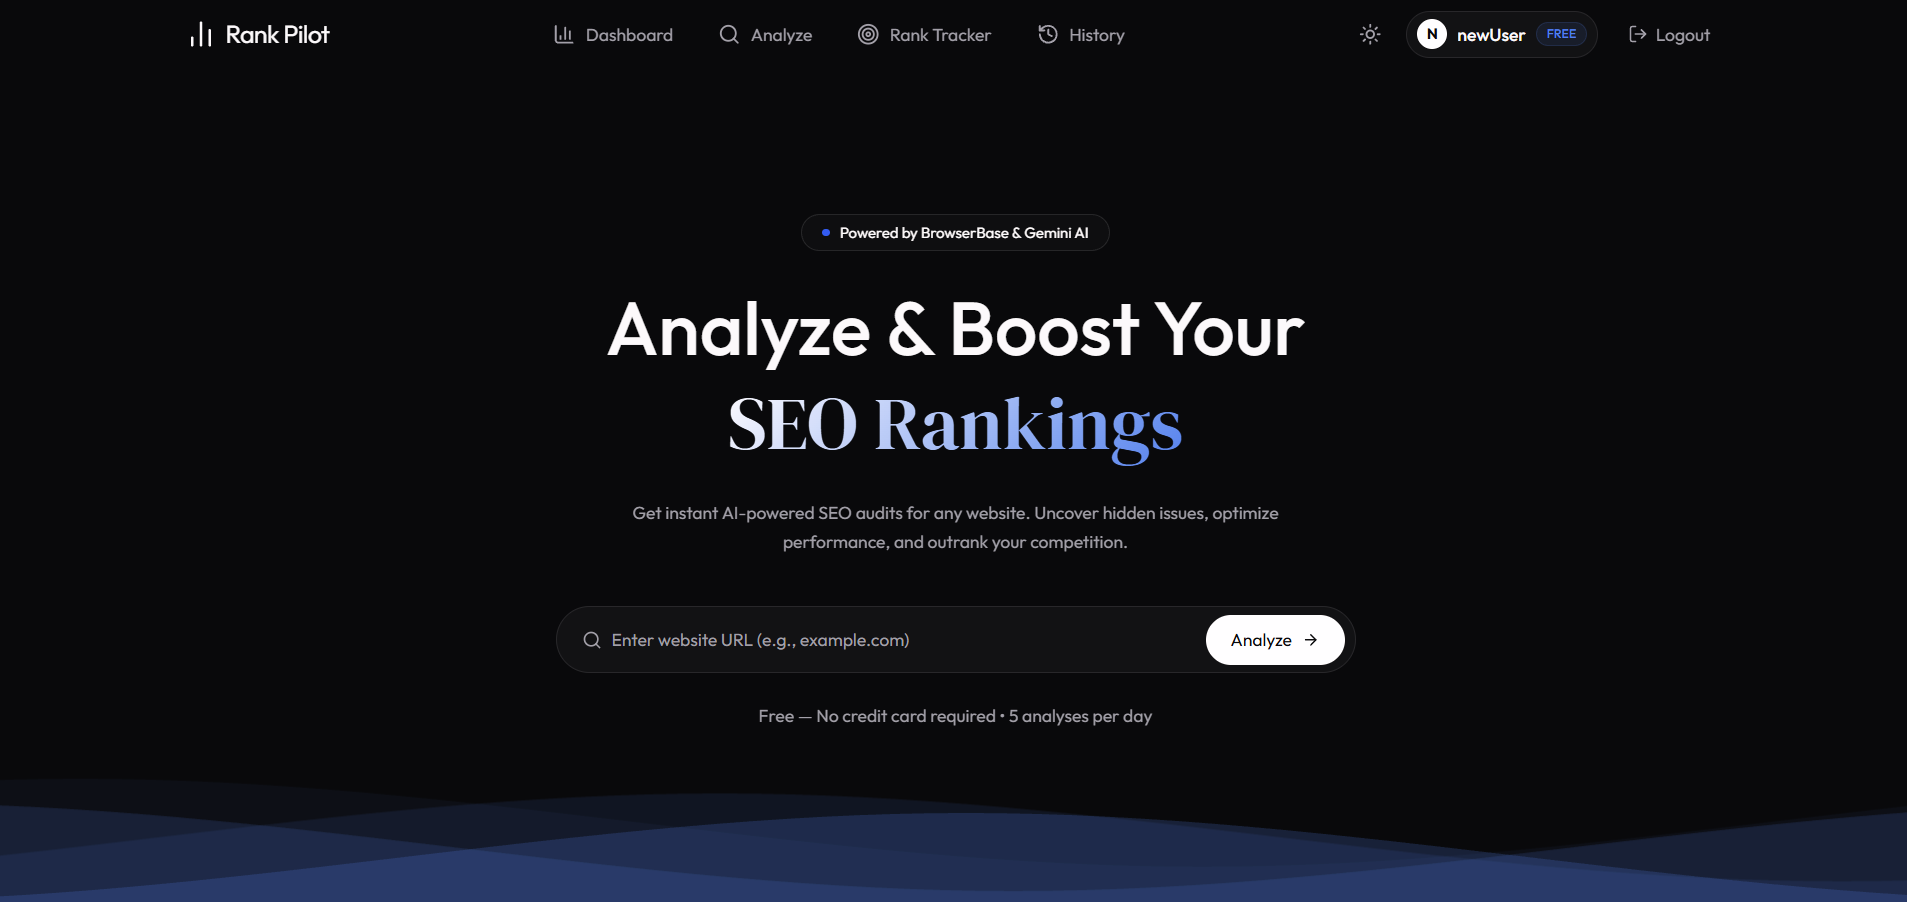 Rank Pilot
Dashboard
Analyze
Rank Tracker
History
N
newUser
FREE
Logout
Powered by BrowserBase & Gemini AI
Analyze & Boost Your
SEO Rankings
Get instant AI-powered SEO audits for any website. Uncover hidden issues, optimize
performance, and outrank your competition.
Enter website URL (e.g., example.com)
Analyze →
Free — No credit card required • 5 analyses per day